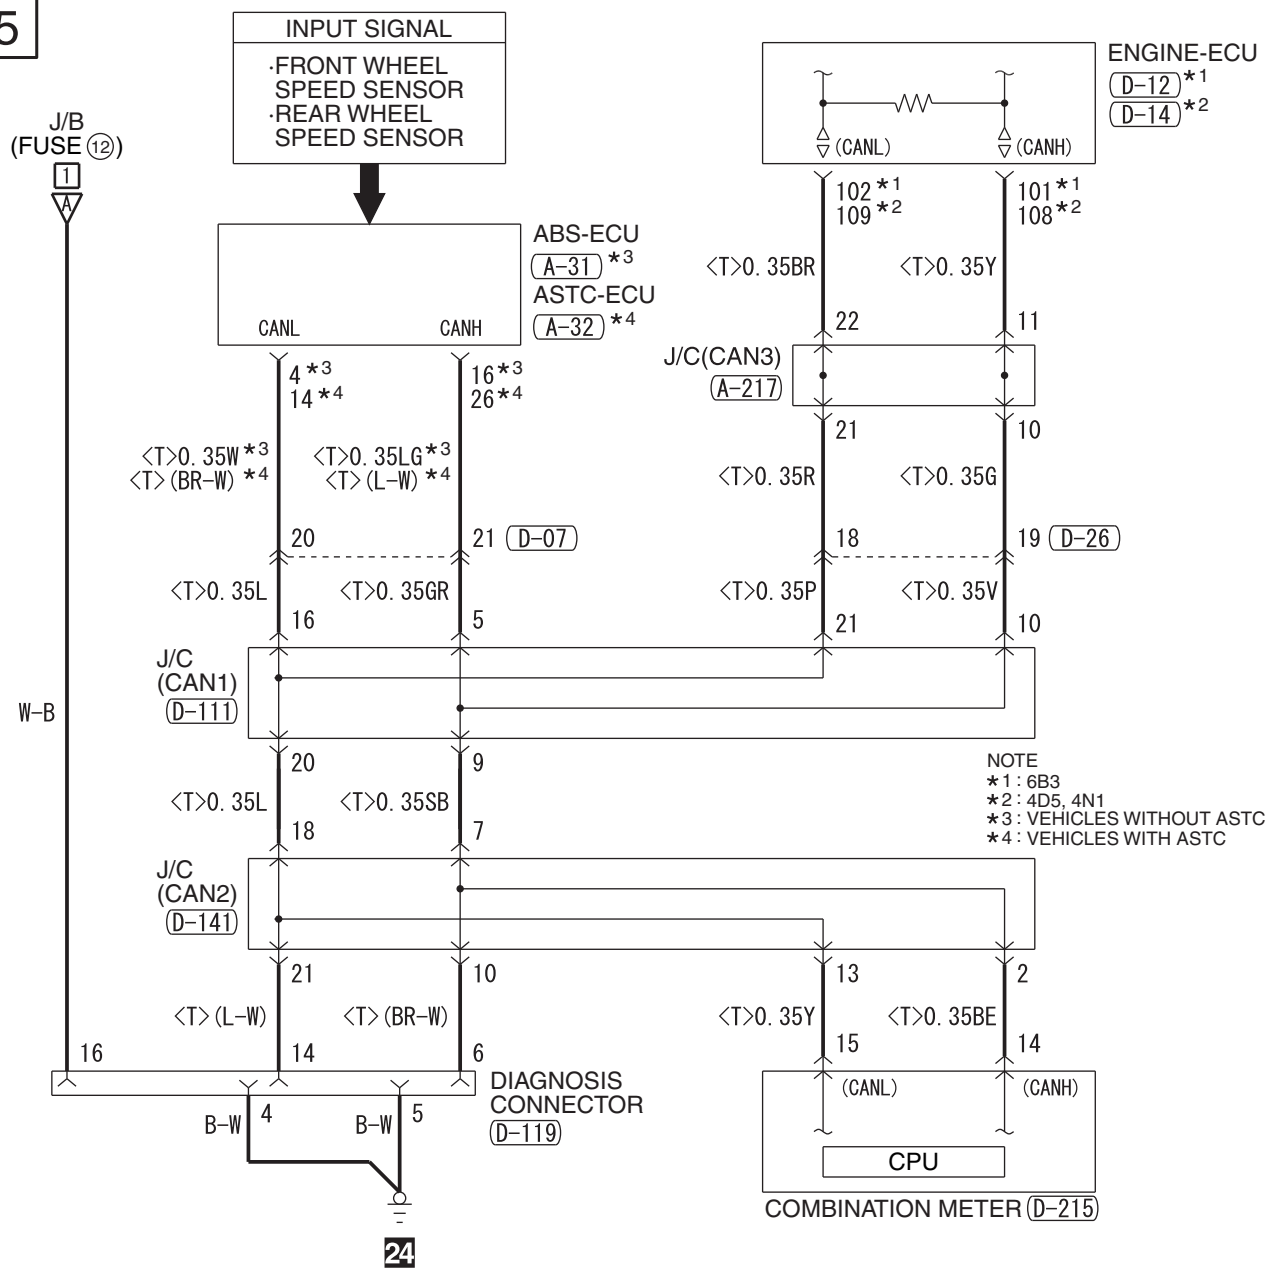 5
INPUT SIGNAL
·FRONT WHEEL
SPEED SENSOR
·REAR WHEEL
SPEED SENSOR
J/B
(FUSE ⑫)
1
A
ENGINE-ECU
D-12 *1
D-14 *2
(CANL)
(CANH)
102 *1
109 *2
101 *1
108 *2
ABS-ECU
A-31 *3
ASTC-ECU
A-32 *4
CANL
CANH
<T>0.35BR
<T>0.35Y
22
11
J/C(CAN3)
A-217
4 *3
14 *4
16 *3
26 *4
21
10
<T>0.35W *3
<T>(BR-W) *4
<T>0.35LG *3
<T>(L-W) *4
<T>0.35R
<T>0.35G
20
21 D-07
18
19 D-26
<T>0.35L
<T>0.35GR
<T>0.35P
<T>0.35V
16
5
21
10
J/C
(CAN1)
D-111
W-B
20
9
<T>0.35L
<T>0.35SB
18
7
NOTE
*1 : 6B3
*2 : 4D5, 4N1
*3 : VEHICLES WITHOUT ASTC
*4 : VEHICLES WITH ASTC
J/C
(CAN2)
D-141
21
10
13
2
<T>(L-W)
<T>(BR-W)
<T>0.35Y
<T>0.35BE
16
14
6
15
14
DIAGNOSIS
CONNECTOR
D-119
(CANL)
(CANH)
B-W
4
B-W
5
CPU
COMBINATION METER D-215
24